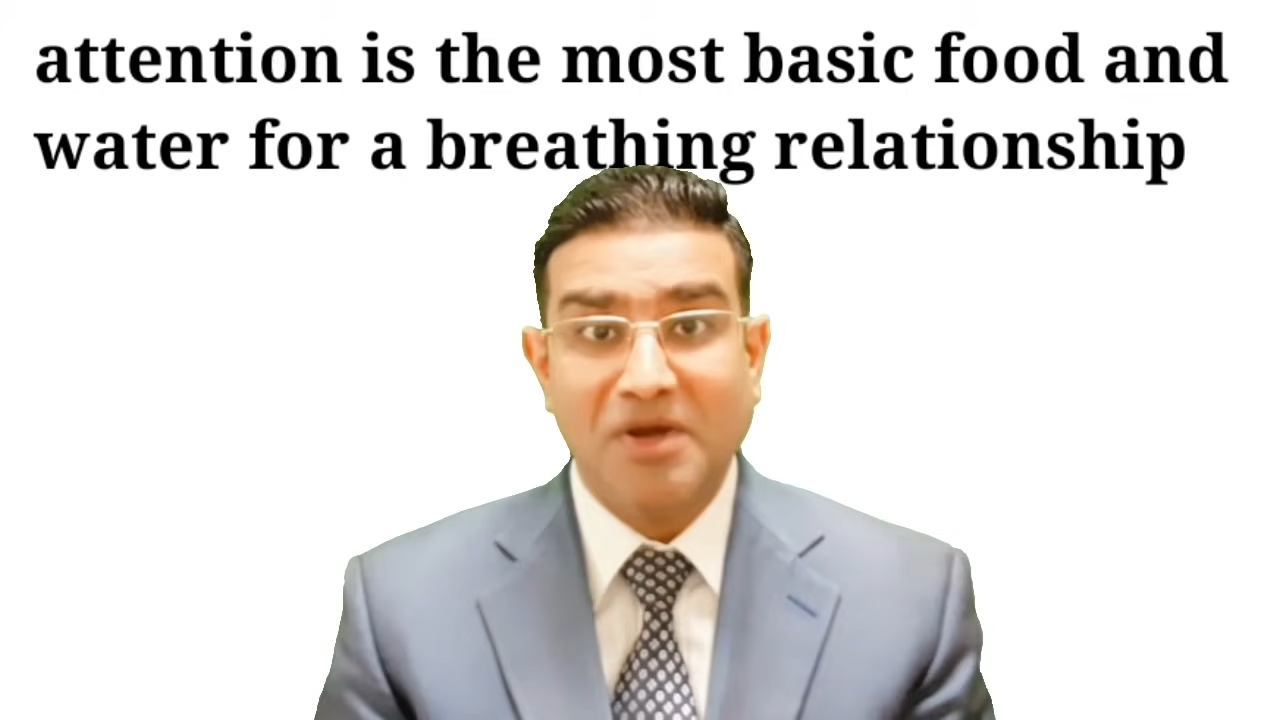 attention is the most basic food and
water for a breathing relationship